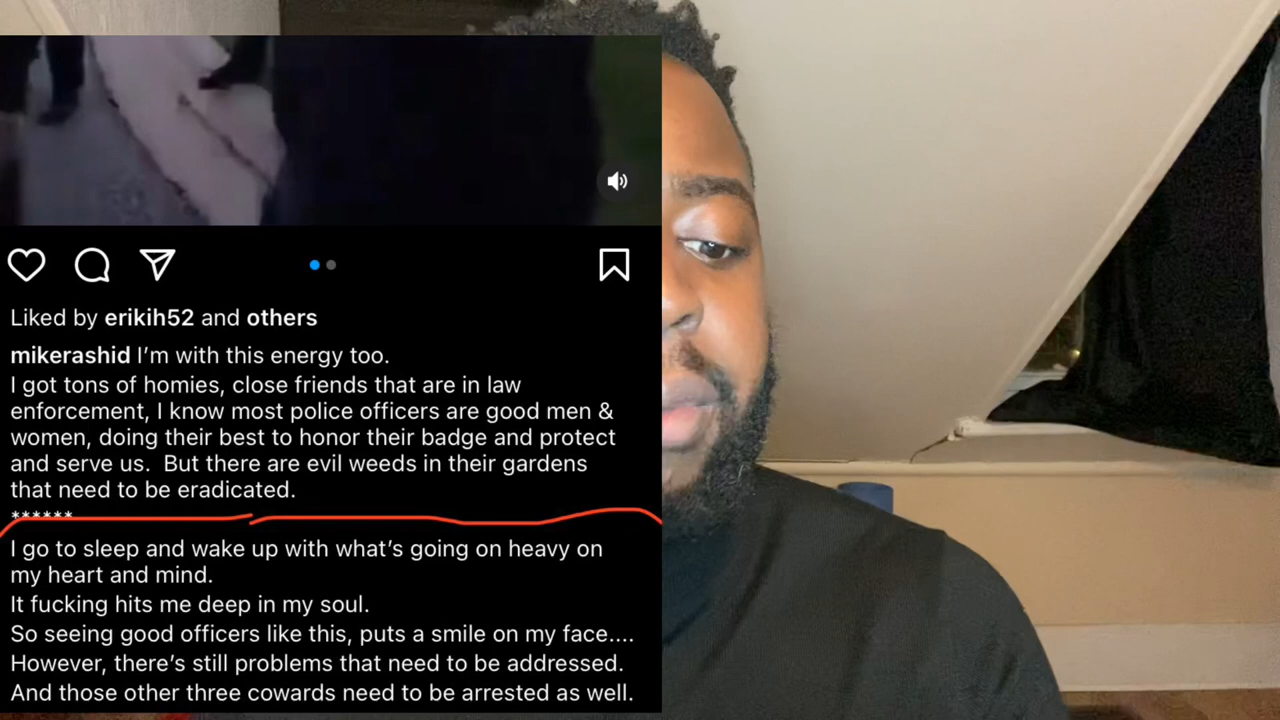 Liked by erikih52 and others
mikerashid I’m with this energy too.
I got tons of homies, close friends that are in law
enforcement, I know most police officers are good men &
women, doing their best to honor their badge and protect
and serve us.  But there are evil weeds in their gardens
that need to be eradicated.
******
I go to sleep and wake up with what’s going on heavy on
my heart and mind.
It fucking hits me deep in my soul.
So seeing good officers like this, puts a smile on my face....
However, there’s still problems that need to be addressed.
And those other three cowards need to be arrested as well.